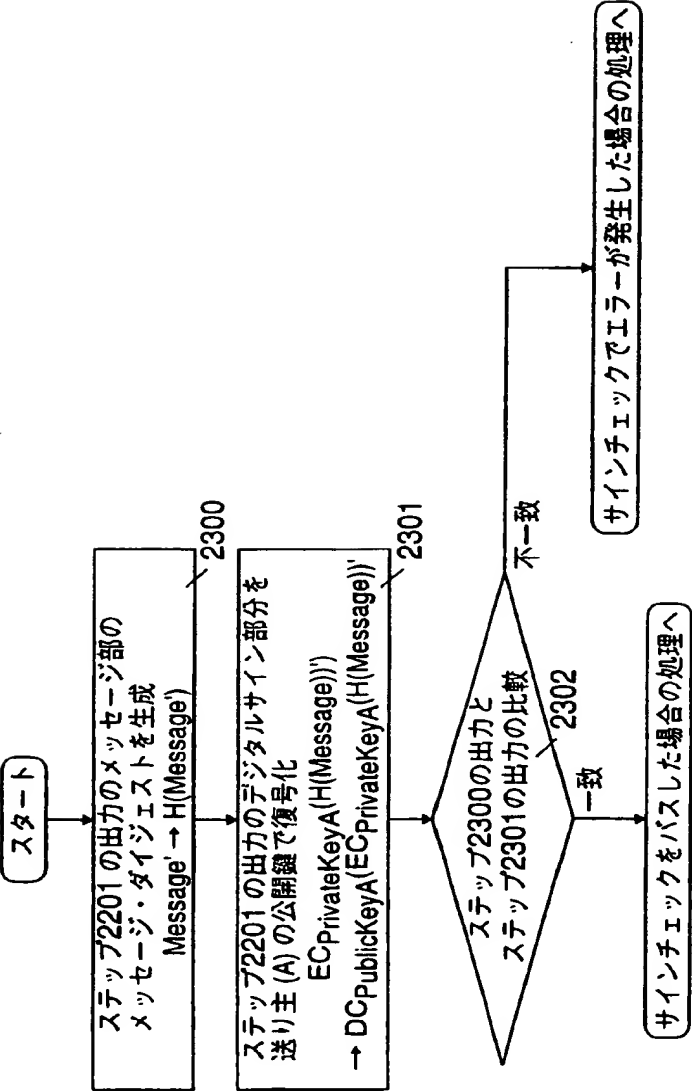 スタート
ステップ2201 の出力のメッセージ部の
メッセージ・ダイジェストを生成
Message' → H(Message')
2300
ステップ2201 の出力のデジタルサイン部分を
送り主 (A) の公開鍵で復号化
ECPrivateKeyA(H(Message))')
→ DCPublicKeyA(ECPrivateKeyA(H(Message))'
2301
ステップ2300の出力と
ステップ2301の出力の比較
2302
不一致
一致
サインチェックでエラーが発生した場合の処理へ
サインチェックをパスした場合の処理へ